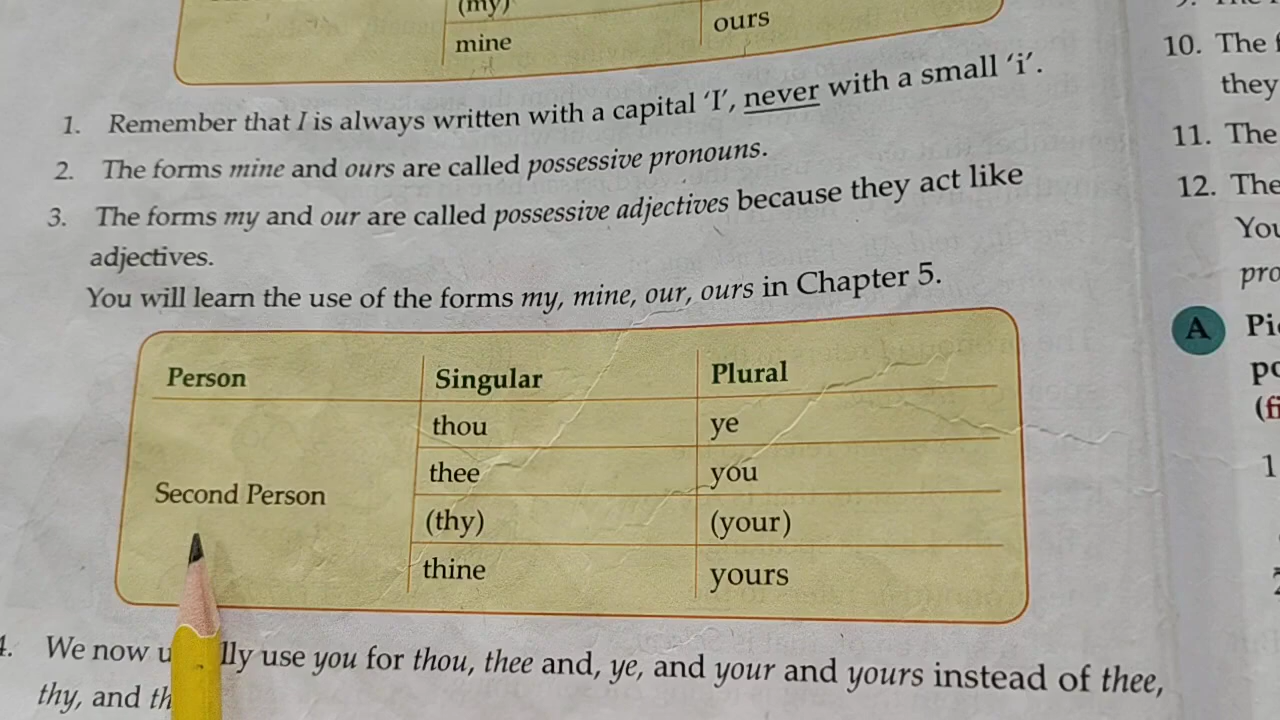 (my)
mine ours
1. Remember that I is always written with a capital 'I', never with a small 'i'.
2. The forms mine and ours are called possessive pronouns.
3. The forms my and our are called possessive adjectives because they act like
adjectives.
You will learn the use of the forms my, mine, our, ours in Chapter 5.
Person Singular Plural
thou ye
thee you
Second Person
(thy) (your)
thine yours
We now use you for thou, thee and, ye, and your and yours instead of thee,
thy, and
10. The
they
11. The
12. The
You
A
1